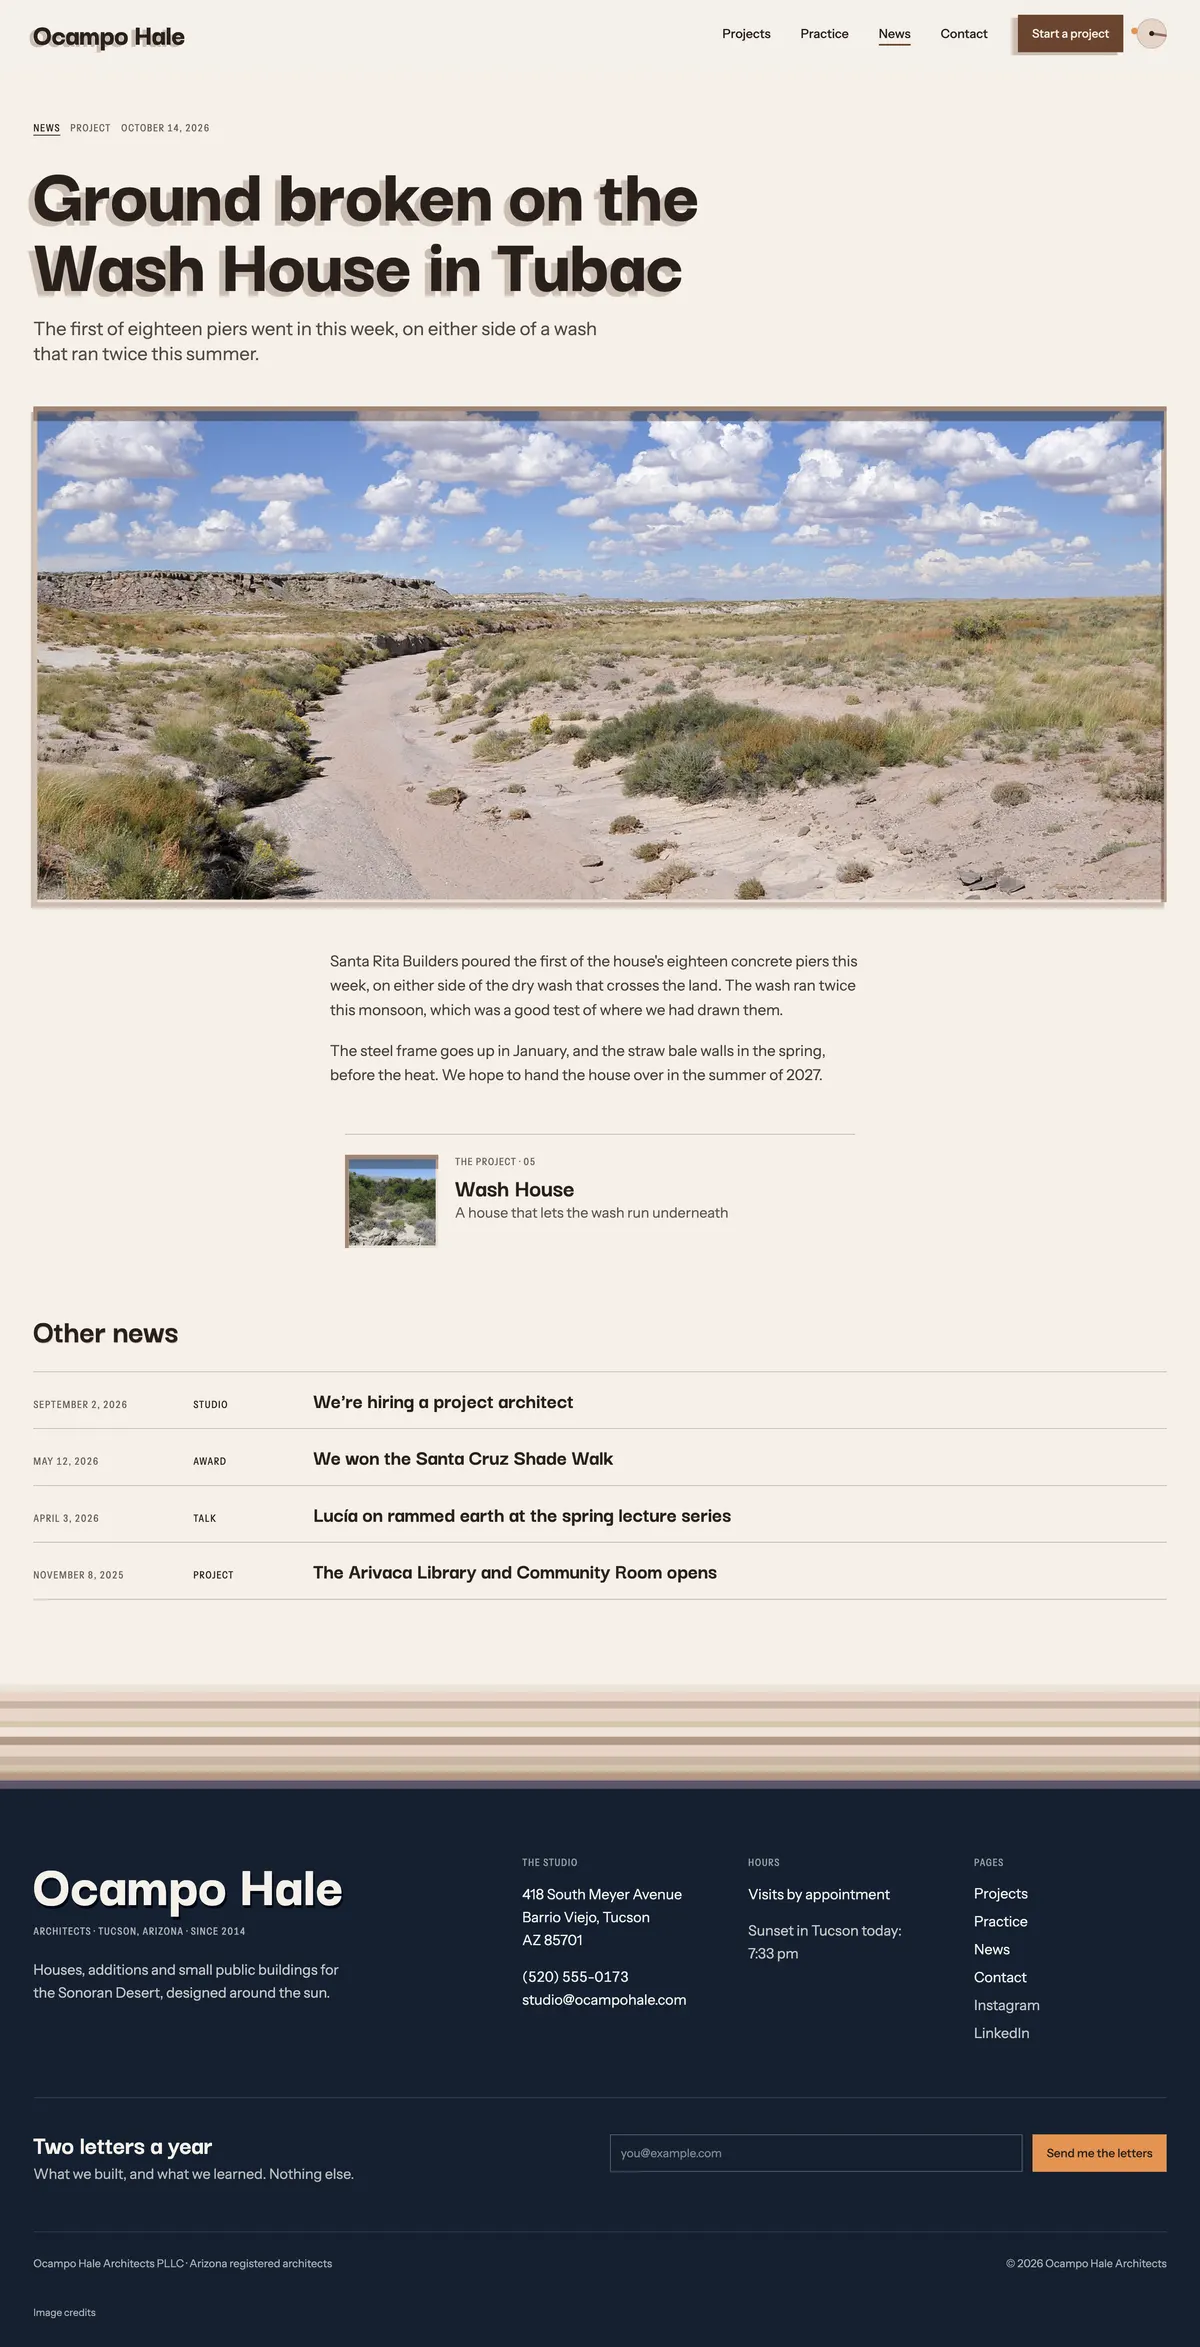 Ocampo Hale
Projects Practice News Contact Start a project
NEWS PROJECT OCTOBER 14, 2026
Ground broken on the
Wash House in Tubac
The first of eighteen piers went in this week, on either side of a wash
that ran twice this summer.
Santa Rita Builders poured the first of the house's eighteen concrete piers this
week, on either side of the dry wash that crosses the land. The wash ran twice
this monsoon, which was a good test of where we had drawn them.
The steel frame goes up in January, and the straw bale walls in the spring,
before the heat. We hope to hand the house over in the summer of 2027.
THE PROJECT · 05
Wash House
A house that lets the wash run underneath
Other news
SEPTEMBER 2, 2026 STUDIO We’re hiring a project architect
MAY 12, 2026 AWARD We won the Santa Cruz Shade Walk
APRIL 3, 2026 TALK Lucía on rammed earth at the spring lecture series
NOVEMBER 8, 2025 PROJECT The Arivaca Library and Community Room opens
Ocampo Hale
ARCHITECTS · TUCSON, ARIZONA · SINCE 2014
Houses, additions and small public buildings for
the Sonoran Desert, designed around the sun.
THE STUDIO
418 South Meyer Avenue
Barrio Viejo, Tucson
AZ 85701
(520) 555-0173
studio@ocampohale.com
HOURS
Visits by appointment
Sunset in Tucson today:
7:33 pm
PAGES
Projects
Practice
News
Contact
Instagram
LinkedIn
Two letters a year
What we built, and what we learned. Nothing else.
you@example.com
Send me the letters
Ocampo Hale Architects PLLC · Arizona registered architects
© 2026 Ocampo Hale Architects
Image credits